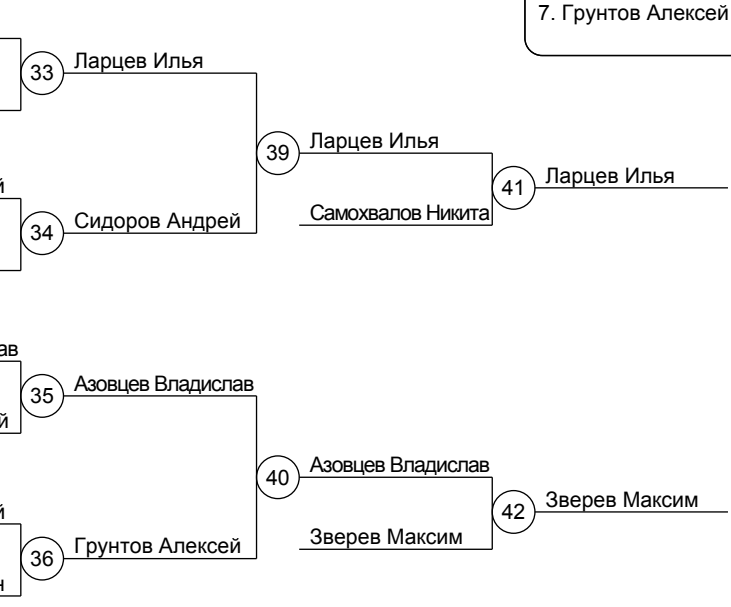 7. Грунтов Алексей
33 Ларцев Илья
39 Ларцев Илья
41 Ларцев Илья
Самохвалов Никита
34 Сидоров Андрей
35 Азовцев Владислав
40 Азовцев Владислав
42 Зверев Максим
Зверев Максим
36 Грунтов Алексей